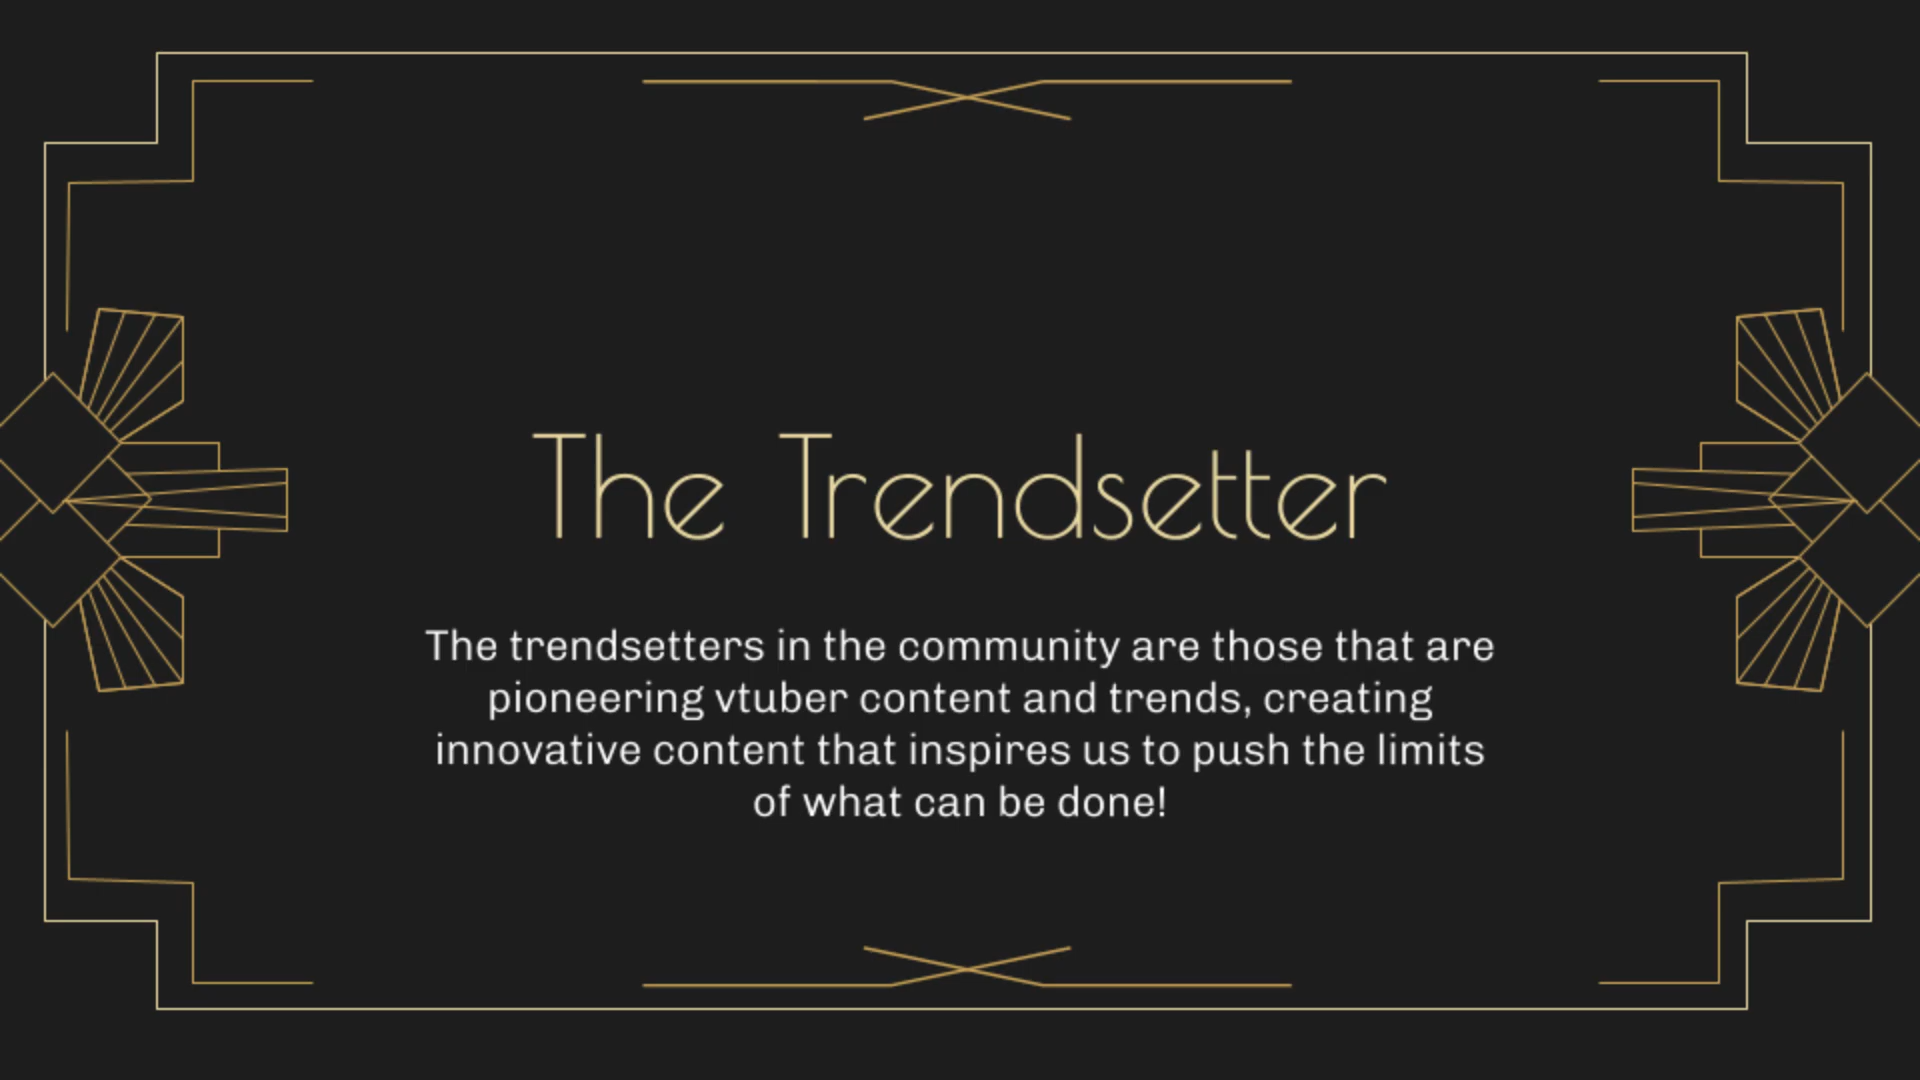 The Trendsetter
The trendsetters in the community are those that are
pioneering vtuber content and trends, creating
innovative content that inspires us to push the limits
of what can be done!